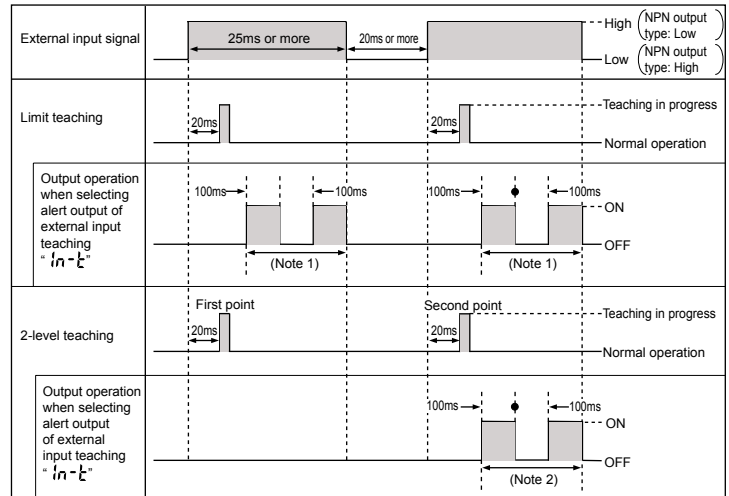 External input signal
25ms or more
20ms or more
High (NPN output type: Low)
Low (NPN output type: High)
Limit teaching
20ms
20ms
Teaching in progress
Normal operation
Output operation
when selecting
alert output of
external input
teaching
"In-t"
100ms
100ms
100ms
100ms
ON
OFF
(Note 1)
(Note 1)
2-level teaching
First point
Second point
20ms
20ms
Teaching in progress
Normal operation
Output operation
when selecting
alert output
of external
input teaching
"In-t"
100ms
100ms
ON
OFF
(Note 2)